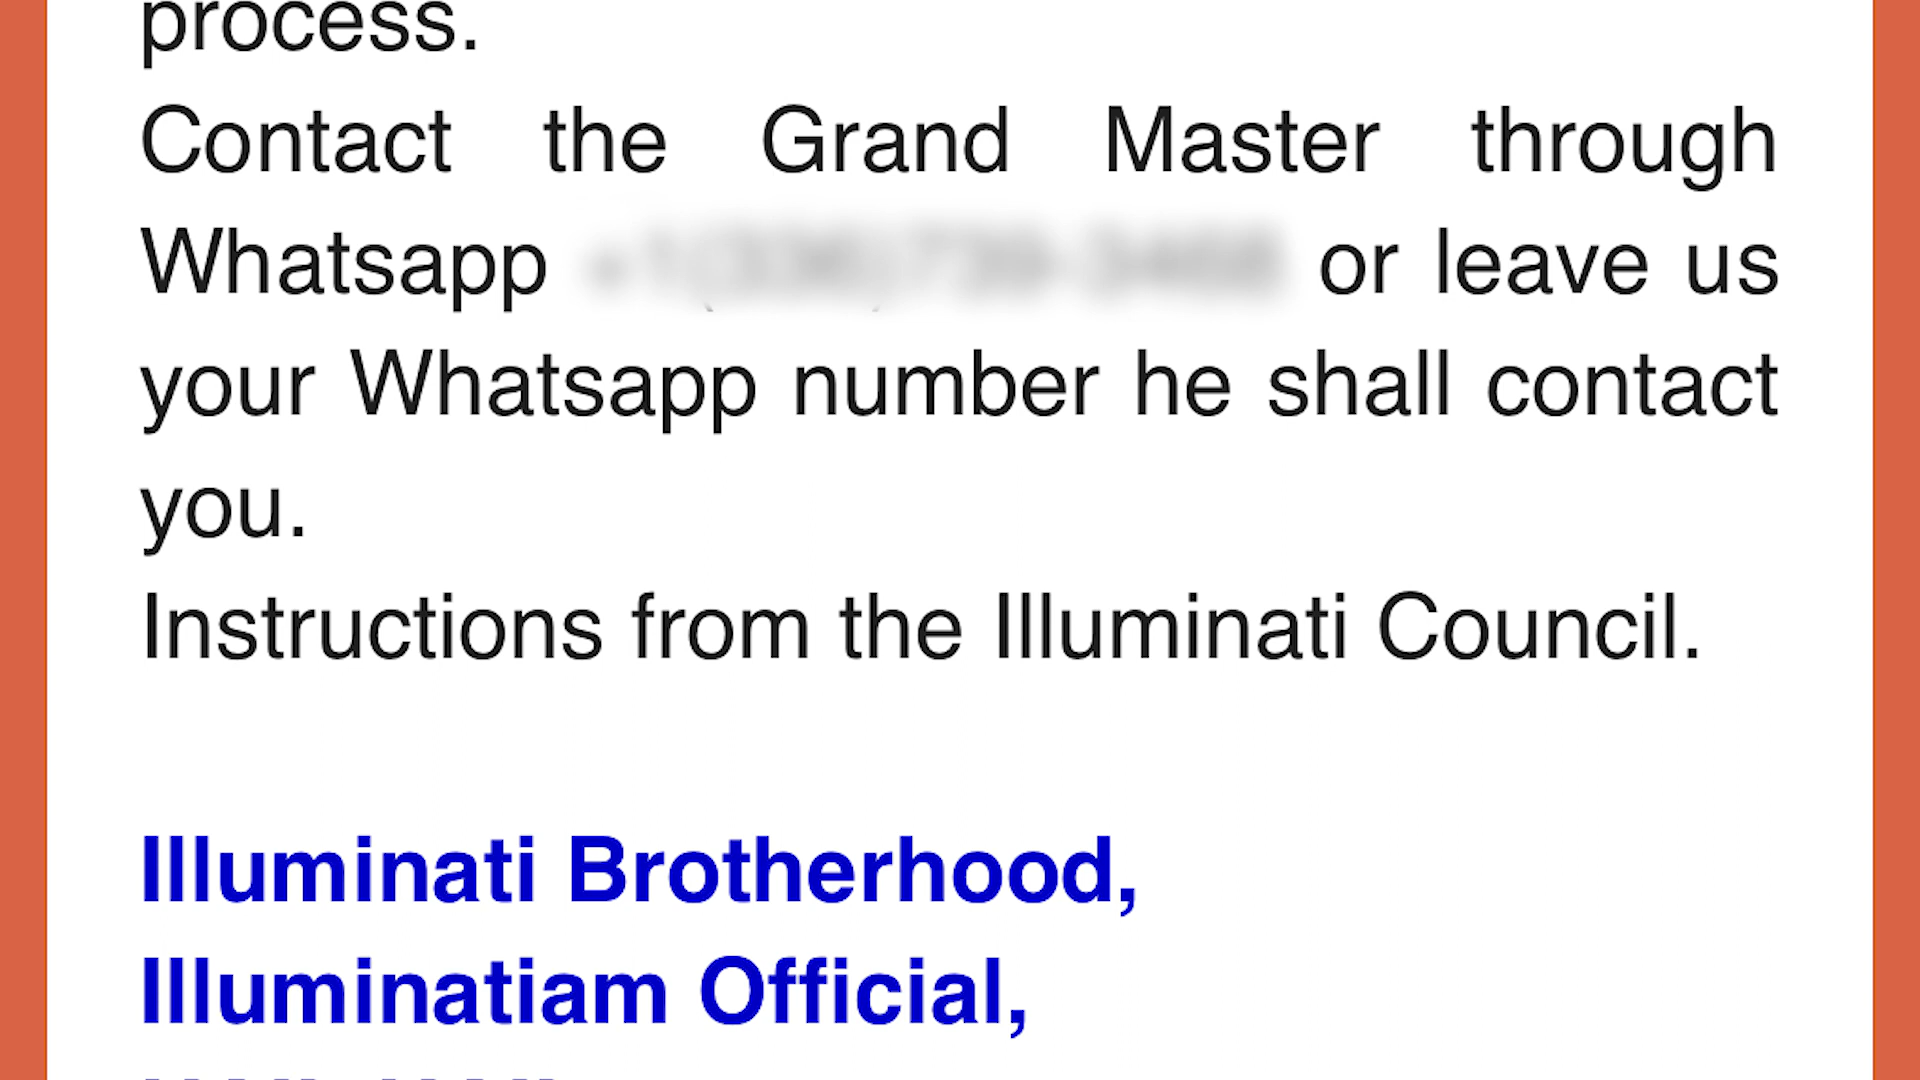 process.
Contact the Grand Master through
Whatsapp or leave us
your Whatsapp number he shall contact
you.
Instructions from the Illuminati Council.
Illuminati Brotherhood,
Illuminatiam Official,